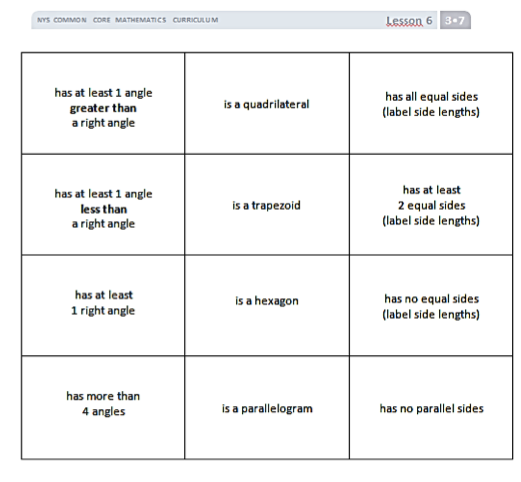 NYS COMMON CORE MATHEMATICS CURRICULUM
Lesson 6 3•7
has at least 1 angle
greater than
a right angle
is a quadrilateral
has all equal sides
(label side lengths)
has at least 1 angle
less than
a right angle
is a trapezoid
has at least
2 equal sides
(label side lengths)
has at least
1 right angle
is a hexagon
has no equal sides
(label side lengths)
has more than
4 angles
is a parallelogram
has no parallel sides